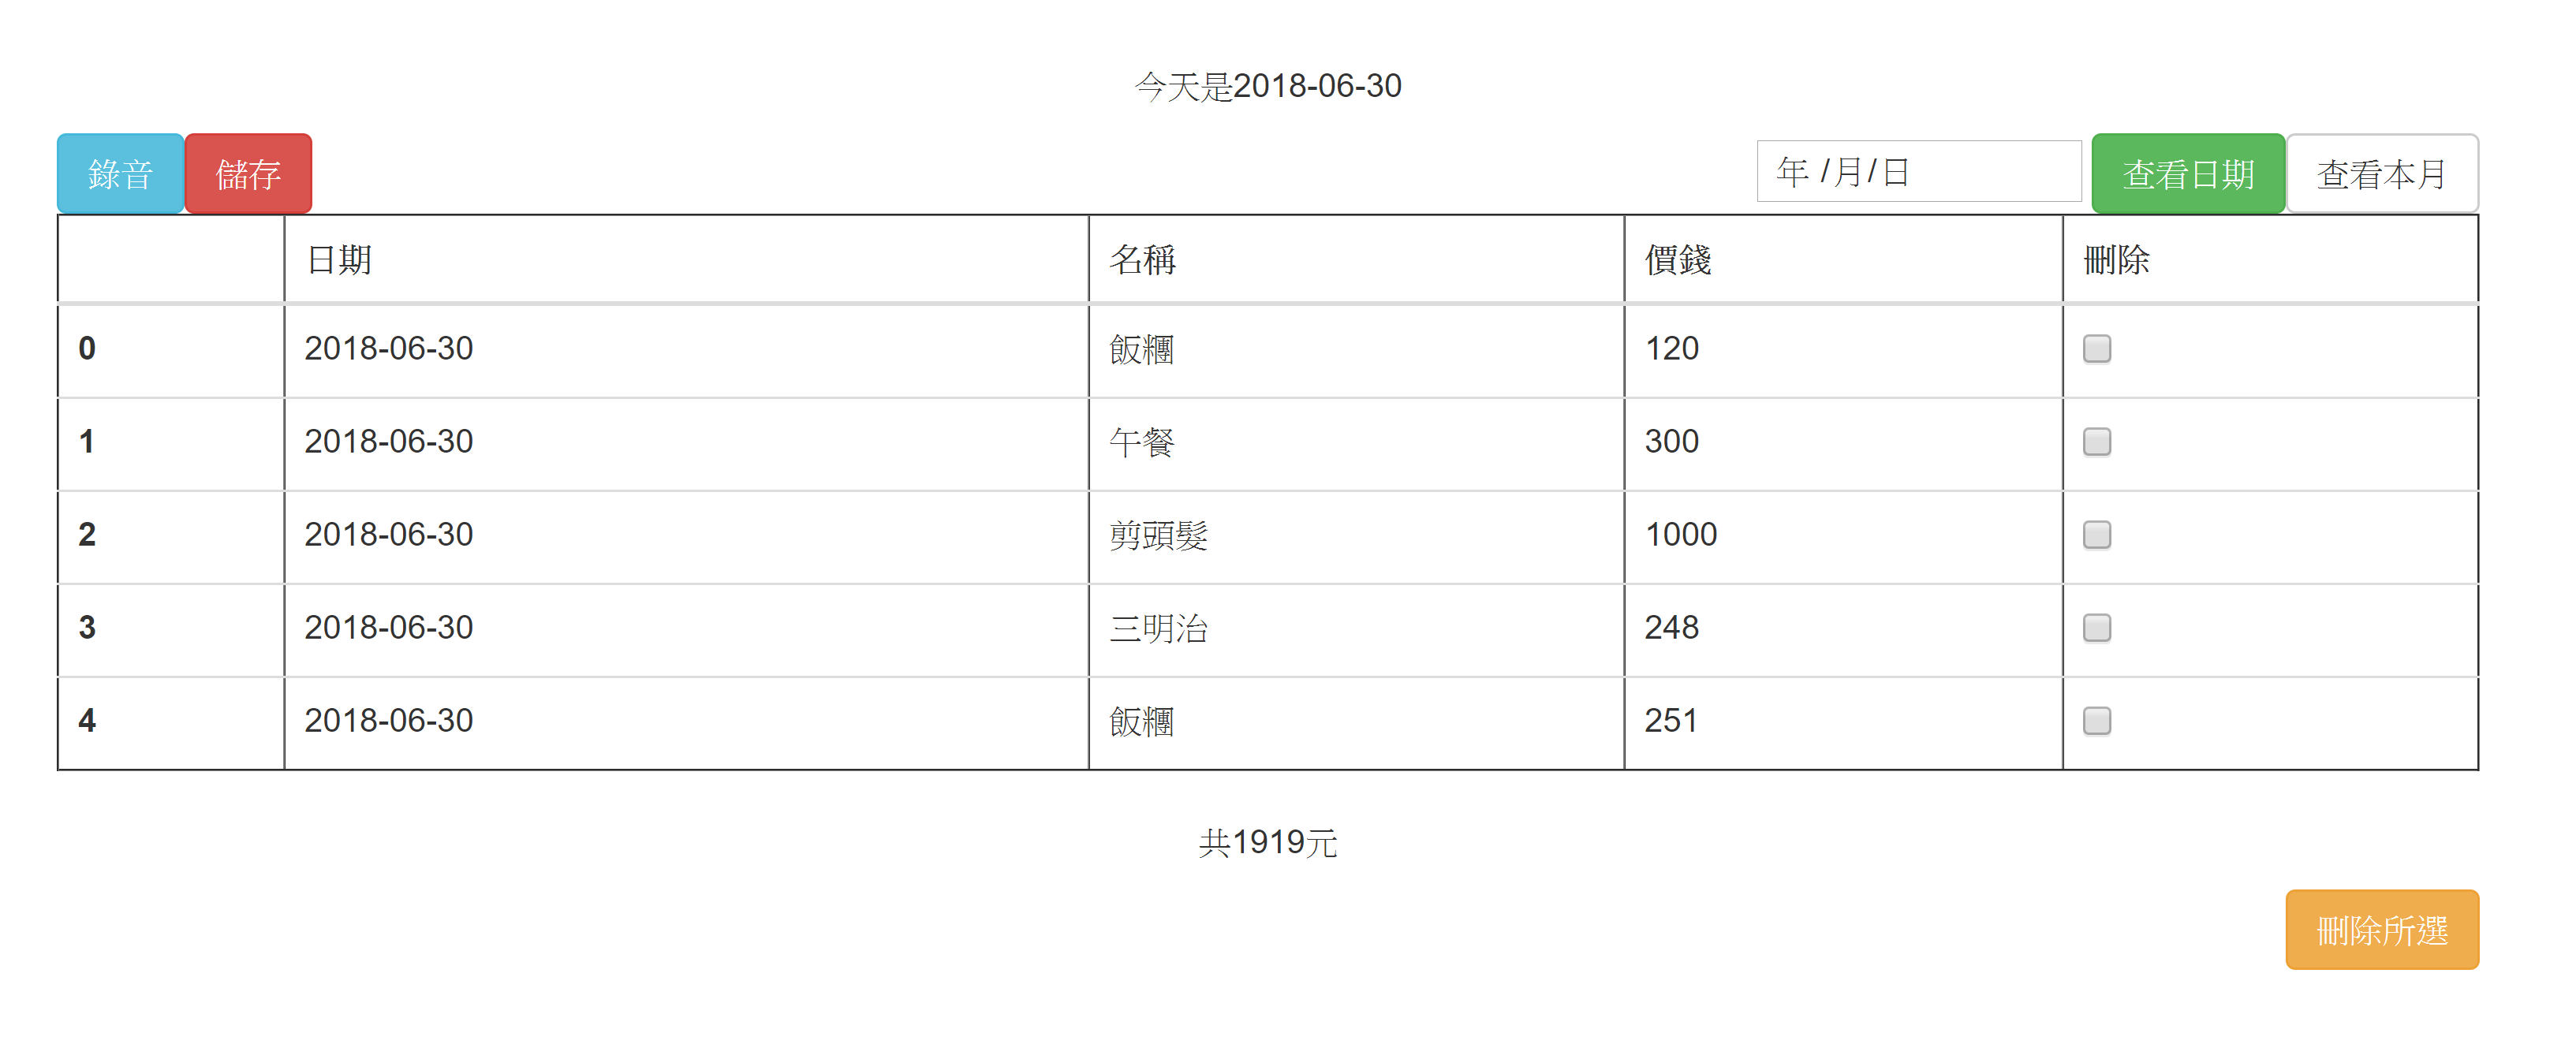 今天是2018-06-30
錄音 儲存 年 /月/日 查看日期 查看本月
日期 名稱 價錢 刪除
0 2018-06-30 飯糰 120
1 2018-06-30 午餐 300
2 2018-06-30 剪頭髮 1000
3 2018-06-30 三明治 248
4 2018-06-30 飯糰 251
共1919元
刪除所選